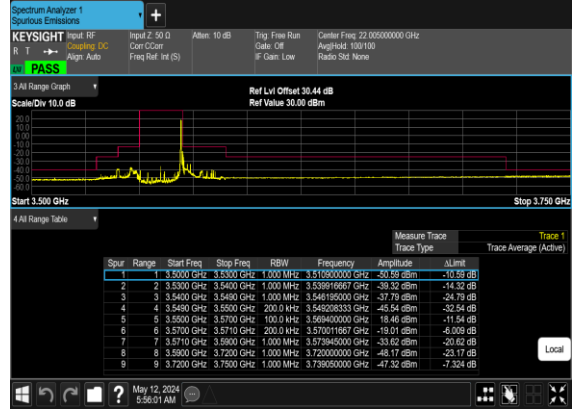 Spectrum Analyzer 1
Spurious Emissions
+
KEYSIGHT Input: RF Input Z: 50 Ω Atten: 10 dB Trig: Free Run Center Freq: 22.005000000 GHz
R T Coupling: DC Corr CCorr Gate: Off Avg|Hold: 100/100
Align: Auto Freq Ref: Int (S) IF Gain: Low Radio Std: None
PASS
3 All Range Graph
Ref Lvl Offset 30.44 dB
Scale/Div 10.0 dB Ref Value 30.00 dBm
20.0
10.0
0.00
-10.0
-20.0
-30.0
-40.0
-50.0
-60.0
Start 3.500 GHz Stop 3.750 GHz
4 All Range Table
Measure Trace Trace 1
Trace Type Trace Average (Active)
Spur Range Start Freq Stop Freq RBW Frequency Amplitude ΔLimit
1 1 3.5000 GHz 3.5300 GHz 1.000 MHz 3.510900000 GHz -50.59 dBm -10.59 dB
2 2 3.5300 GHz 3.5400 GHz 1.000 MHz 3.539916667 GHz -39.32 dBm -14.32 dB
3 3 3.5400 GHz 3.5490 GHz 1.000 MHz 3.546195000 GHz -37.79 dBm -24.79 dB
4 4 3.5490 GHz 3.5500 GHz 200.0 kHz 3.549208333 GHz -45.54 dBm -32.54 dB
5 5 3.5500 GHz 3.5700 GHz 100.0 kHz 3.569400000 GHz 18.46 dBm -11.54 dB
6 6 3.5700 GHz 3.5710 GHz 200.0 kHz 3.570011667 GHz -19.01 dBm -6.009 dB
7 7 3.5710 GHz 3.5900 GHz 1.000 MHz 3.573945000 GHz -33.62 dBm -20.62 dB
8 8 3.5900 GHz 3.7200 GHz 1.000 MHz 3.720000000 GHz -48.17 dBm -23.17 dB
9 9 3.7200 GHz 3.7500 GHz 1.000 MHz 3.739050000 GHz -47.32 dBm -7.324 dB
Local
?
May 12, 2024
5:56:01 AM